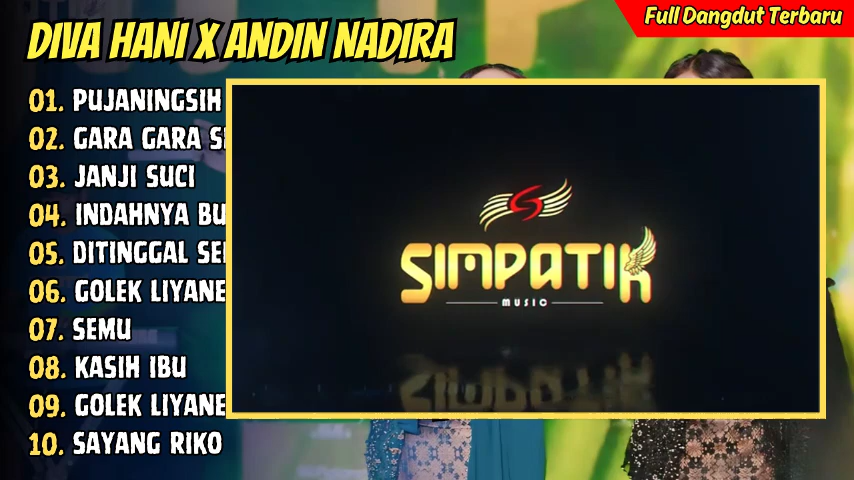 Full Dangdut Terbaru
DIVA HANI X ANDIN NADIRA
01. PUJANINGSIH
02. GARA GARA
03. JANJI SUCI
04. INDAHNYA
05. DITINGGAL
06. GOLEK LIYANE
07. SEMU
08. KASIH IBU
09. GOLEK LIYANE
10. SAYANG RIKO
SIMPATIK
MUSIC